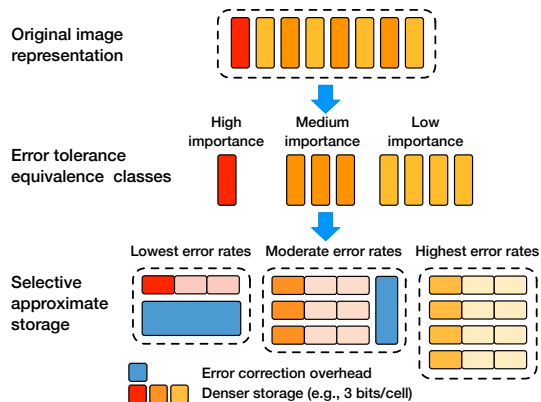 Original image
representation
High
importance
Medium
importance
Low
importance
Error tolerance
equivalence classes
Lowest error rates
Moderate error rates
Highest error rates
Selective
approximate
storage
Error correction overhead
Denser storage (e.g., 3 bits/cell)